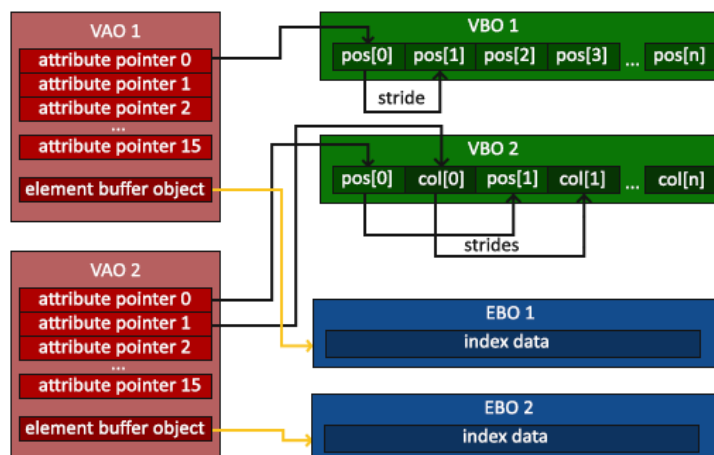 VAO 1
attribute pointer 0
attribute pointer 1
attribute pointer 2
...
attribute pointer 15
element buffer object
VAO 2
attribute pointer 0
attribute pointer 1
attribute pointer 2
...
attribute pointer 15
element buffer object
VBO 1
pos[0] pos[1] pos[2] pos[3] ... pos[n]
stride
VBO 2
pos[0] col[0] pos[1] col[1] ... col[n]
strides
EBO 1
index data
EBO 2
index data